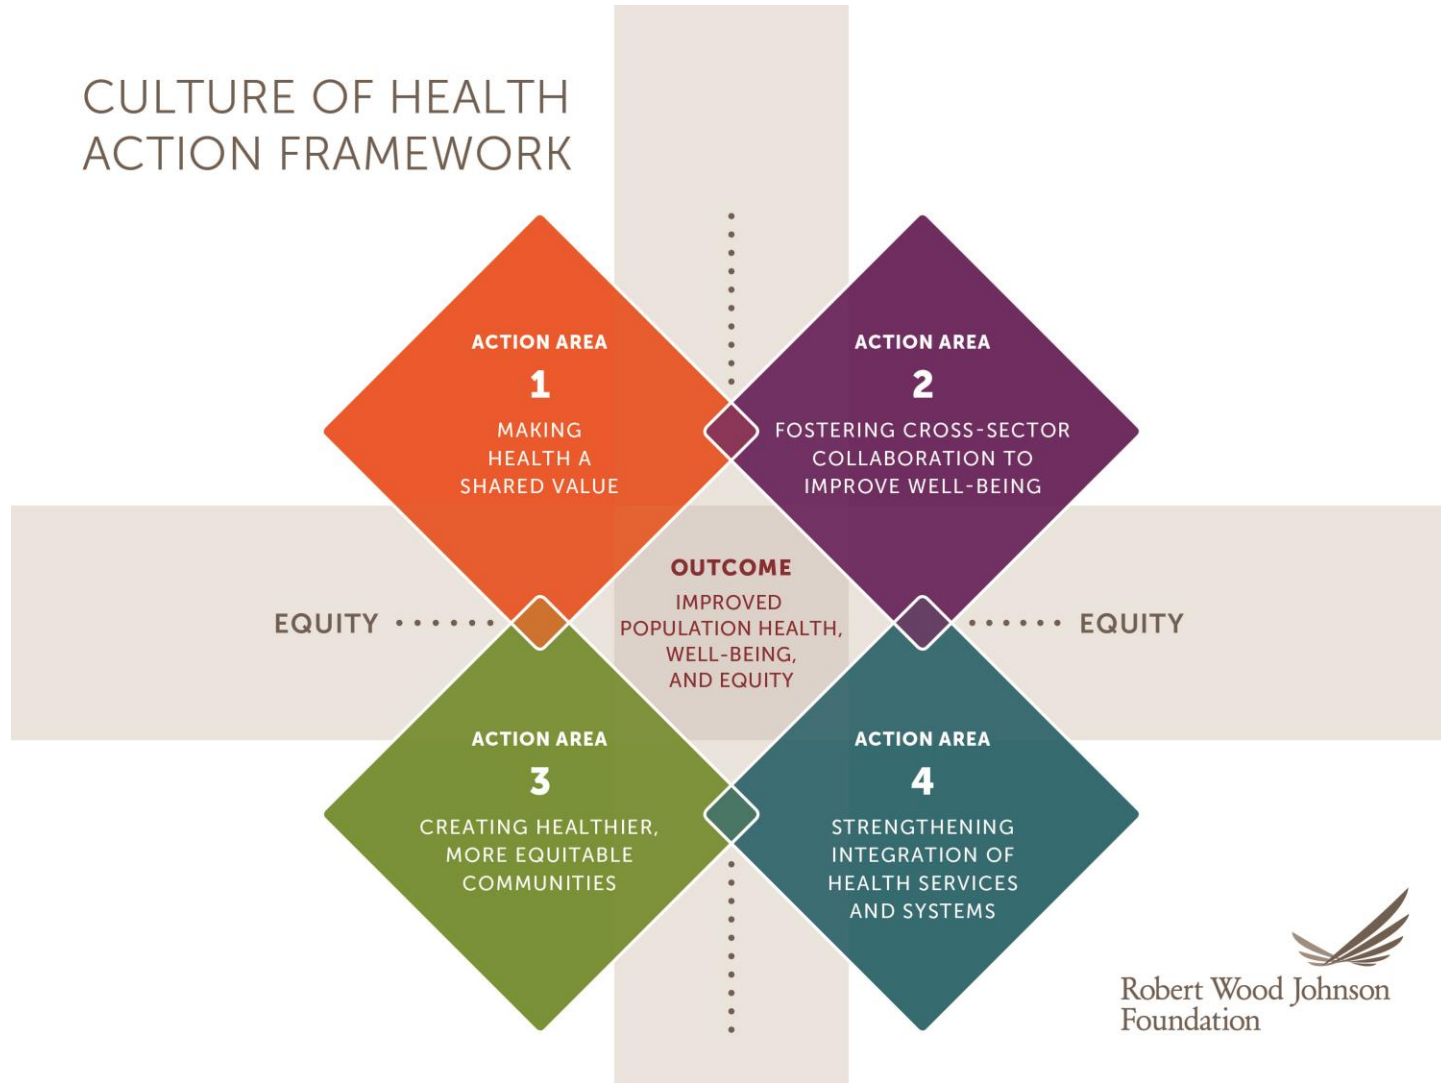 CULTURE OF HEALTH
ACTION FRAMEWORK
ACTION AREA
1
MAKING
HEALTH A
SHARED VALUE
ACTION AREA
2
FOSTERING CROSS-SECTOR
COLLABORATION TO
IMPROVE WELL-BEING
OUTCOME
IMPROVED
POPULATION HEALTH,
WELL-BEING,
AND EQUITY
EQUITY
EQUITY
ACTION AREA
3
CREATING HEALTHIER,
MORE EQUITABLE
COMMUNITIES
ACTION AREA
4
STRENGTHENING
INTEGRATION OF
HEALTH SERVICES
AND SYSTEMS
Robert Wood Johnson
Foundation